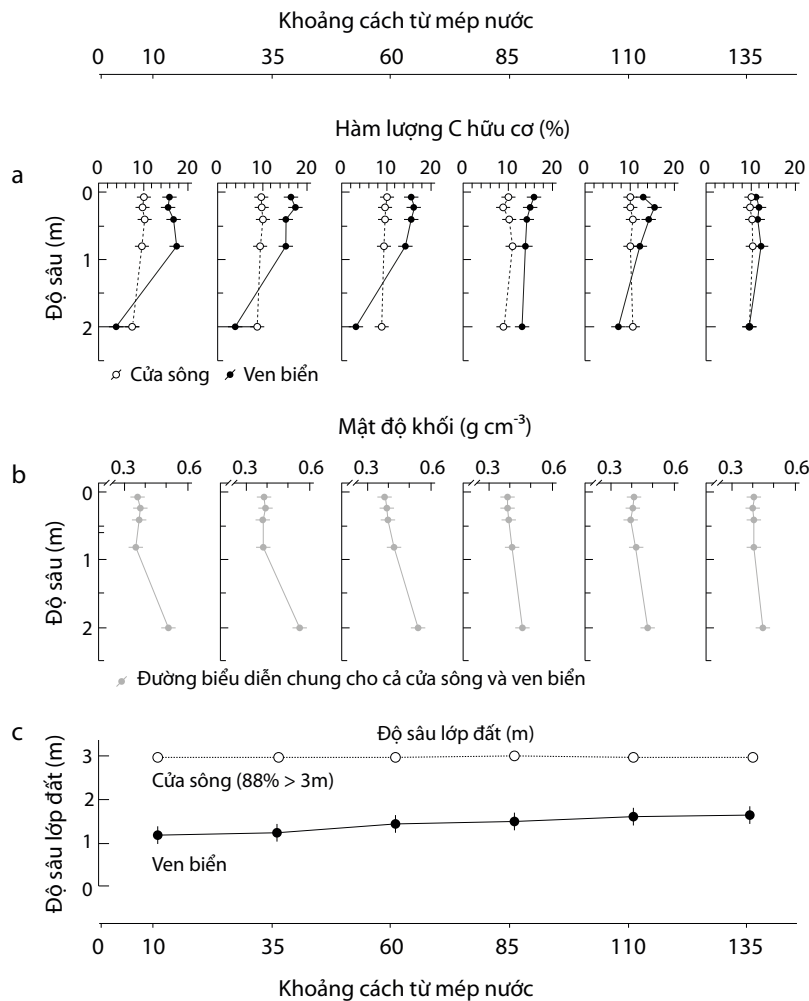 Khoảng cách từ mép nước
0 10 35 60 85 110 135
Hàm lượng C hữu cơ (%)
a
0 10 20 0 10 20 0 10 20 0 10 20 0 10 20 0 10 20
Độ sâu (m)
0
1
2
Cửa sông Ven biển
Mật độ khối (g cm⁻³)
b
0.3 0.6 0.3 0.6 0.3 0.6 0.3 0.6 0.3 0.6 0.3 0.6
Độ sâu (m)
0
1
2
Đường biểu diễn chung cho cả cửa sông và ven biển
c
Độ sâu lớp đất (m)
Độ sâu lớp đất (m)
3
Cửa sông (88% > 3m)
2
1
Ven biển
0
0 10 35 60 85 110 135
Khoảng cách từ mép nước